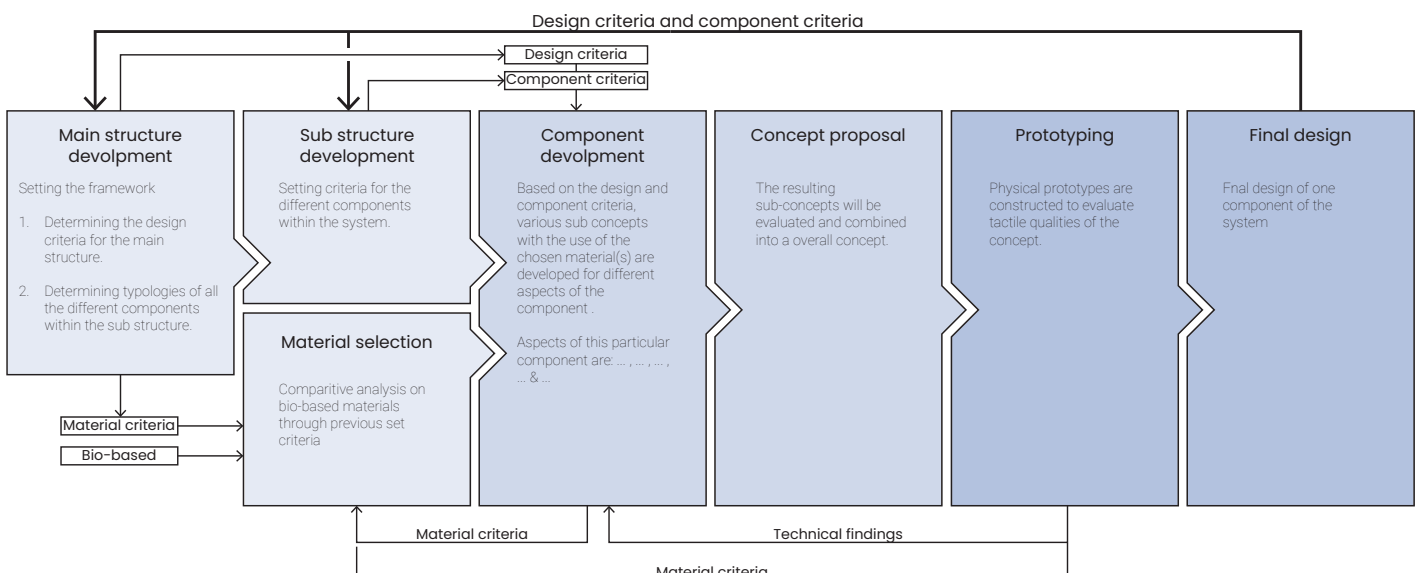 Design criteria and component criteria
Design criteria
Component criteria
Main structure
devolpment
Setting the framework
1. Determining the design
criteria for the main
structure.
2. Determining typologies of all
the different components
within the sub structure.
Sub structure
development
Setting criteria for the
different components
within the system.
Material selection
Comparitive analysis on
bio-based materials
through previous set
criteria
Component
devolpment
Based on the design and
component criteria,
various sub concepts
with the use of the
chosen material(s) are
developed for different
aspects of the
component .
Aspects of this particular
component are: ... , ... , ... ,
... & ...
Concept proposal
The resulting
sub-concepts will be
evaluated and combined
into a overall concept.
Prototyping
Physical prototypes are
constructed to evaluate
tactile qualities of the
concept.
Final design
Fnal design of one
component of the
system
Material criteria
Bio-based
Material criteria
Technical findings
Material criteria